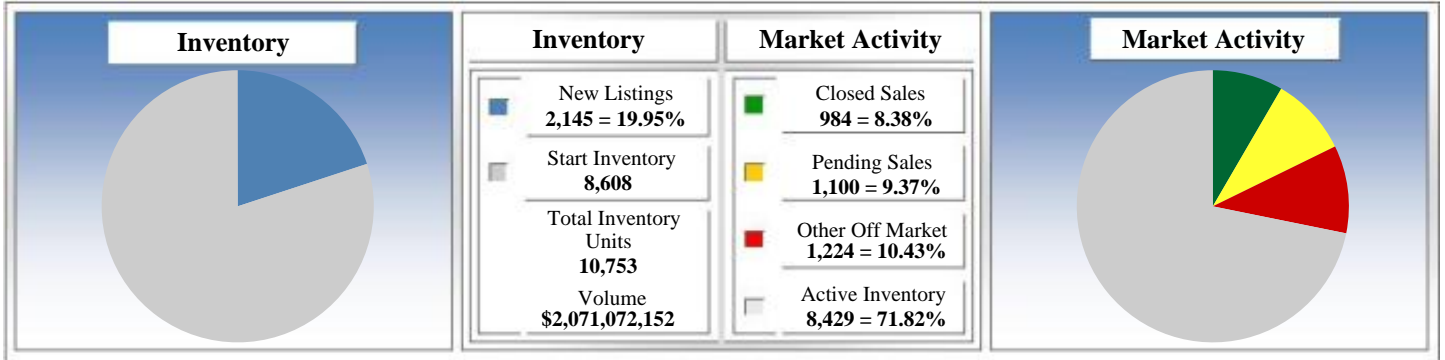 Inventory
Inventory
Market Activity
New Listings
2,145 = 19.95%
Start Inventory
8,608
Total Inventory
Units
10,753
Volume
$2,071,072,152
Closed Sales
984 = 8.38%
Pending Sales
1,100 = 9.37%
Other Off Market
1,224 = 10.43%
Active Inventory
8,429 = 71.82%
Market Activity